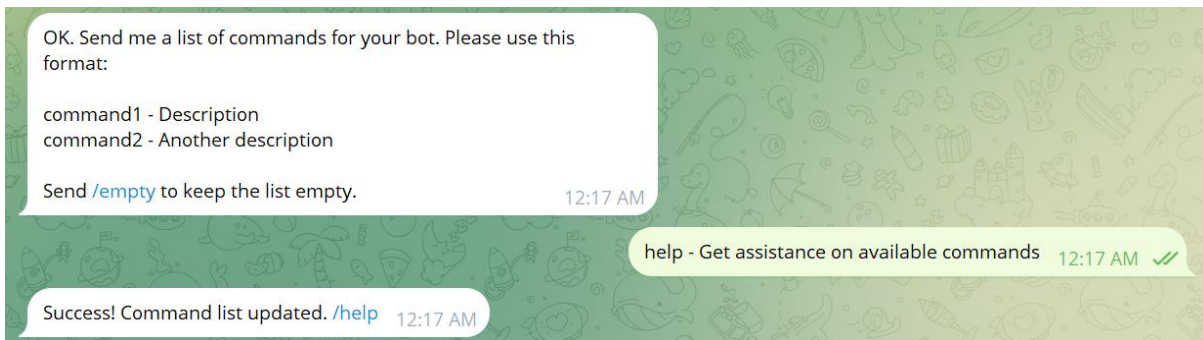 OK. Send me a list of commands for your bot. Please use this
format:
command1 - Description
command2 - Another description
Send /empty to keep the list empty.
12:17 AM
help - Get assistance on available commands 12:17 AM
Success! Command list updated. /help 12:17 AM